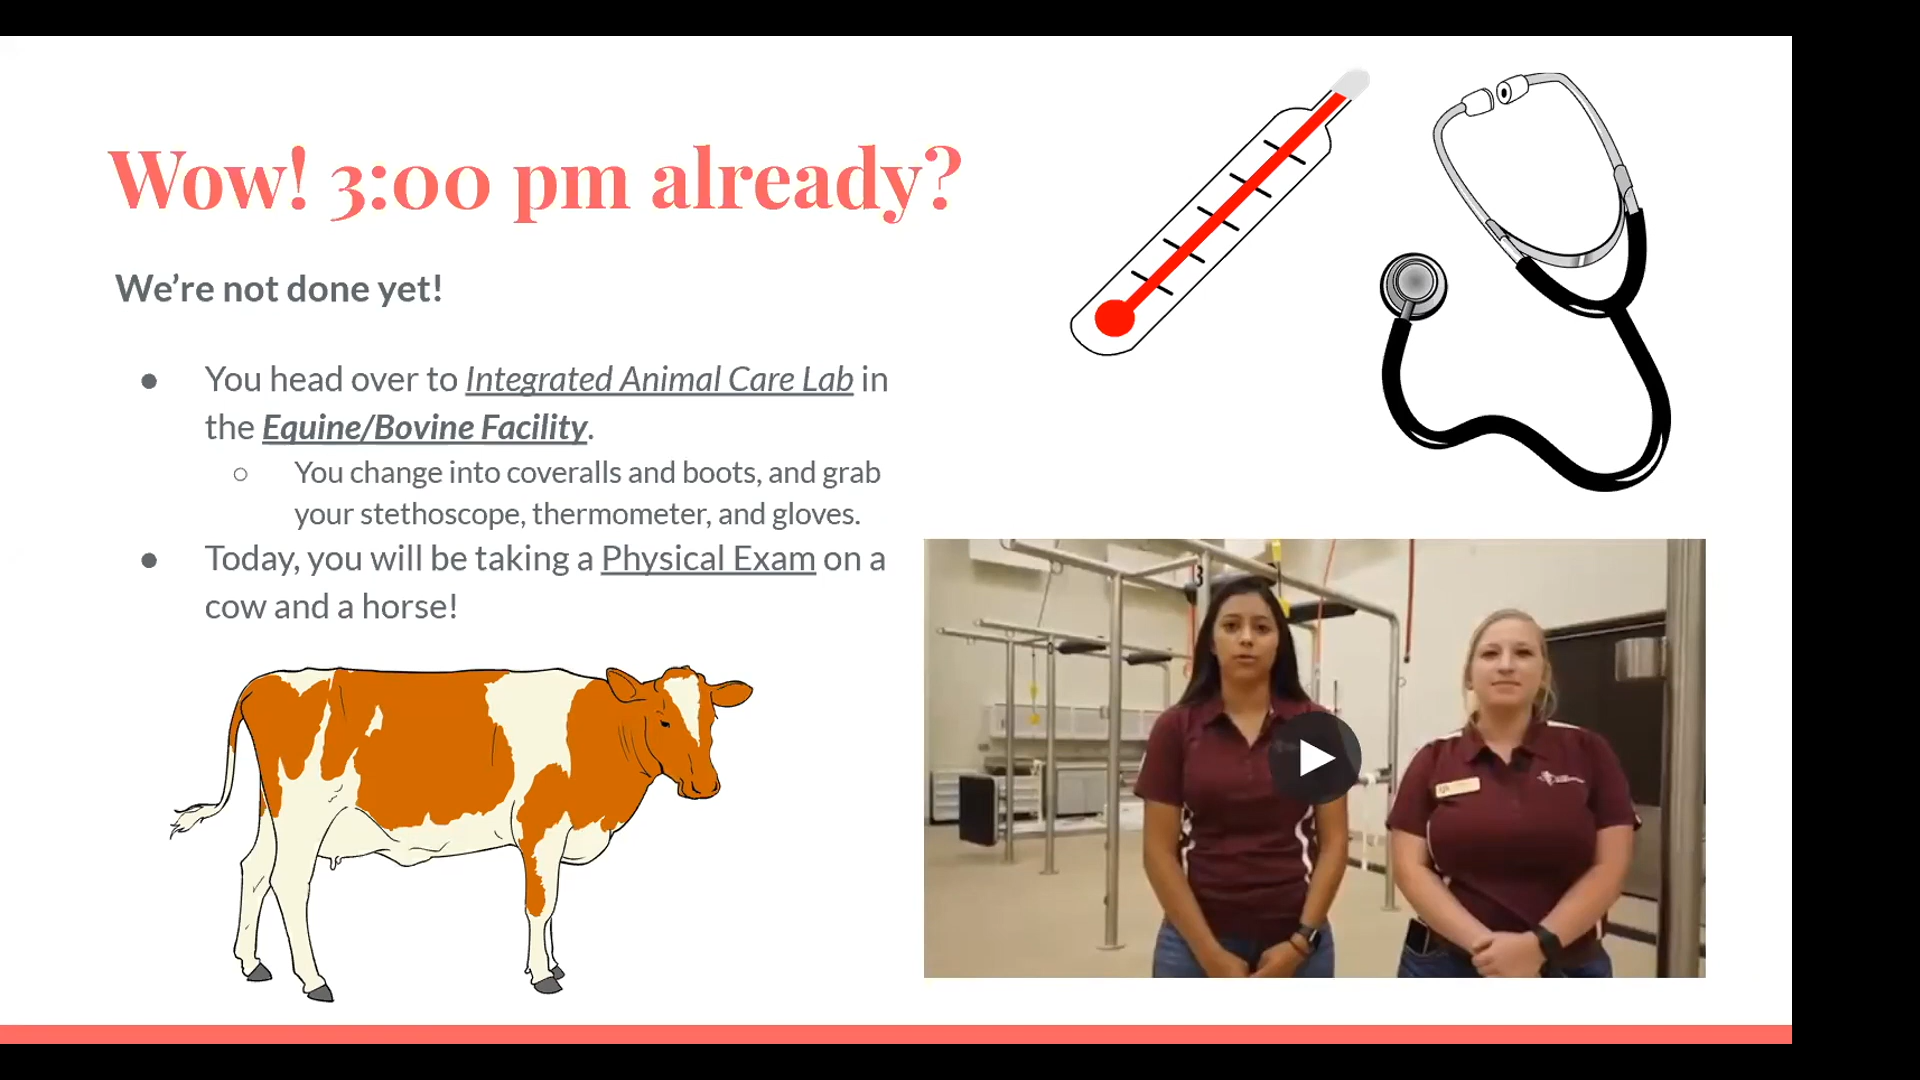 Wow! 3:00 pm already?
We're not done yet!
● You head over to Integrated Animal Care Lab in
the Equine/Bovine Facility.
○ You change into coveralls and boots, and grab
your stethoscope, thermometer, and gloves.
● Today, you will be taking a Physical Exam on a
cow and a horse!
3